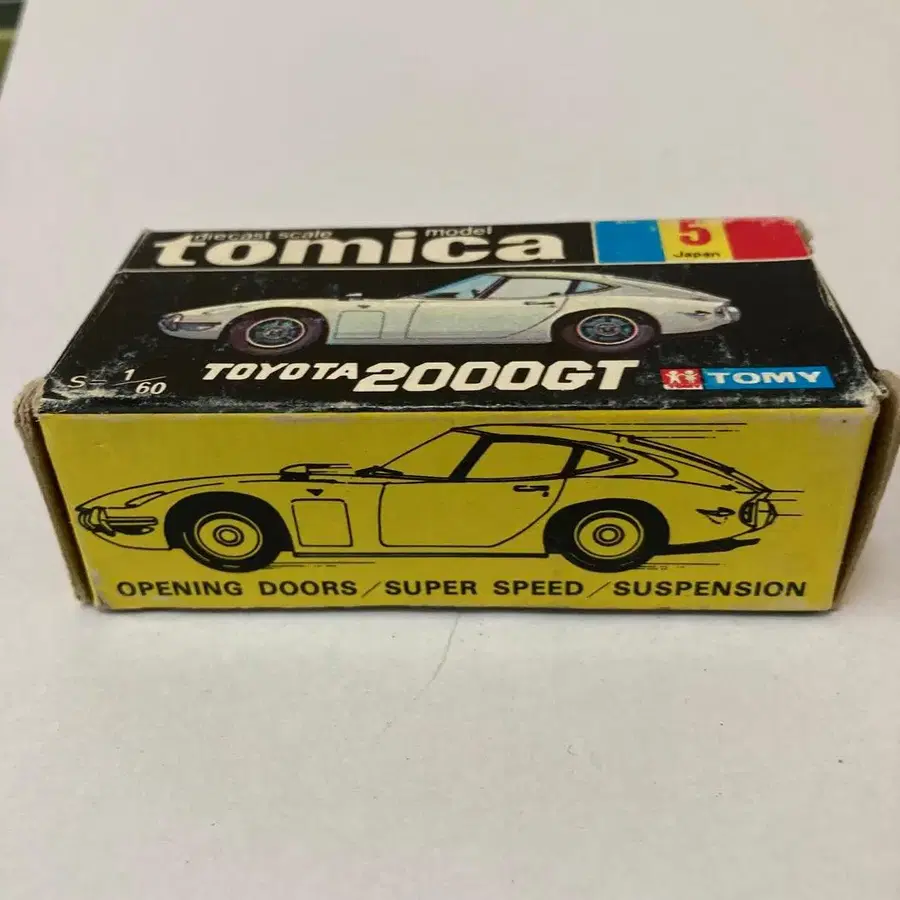 diecast scale model
tomica
5
Japan
S=1/60
TOYOTA 2000GT
TOMY
OPENING DOORS/SUPER SPEED/SUSPENSION